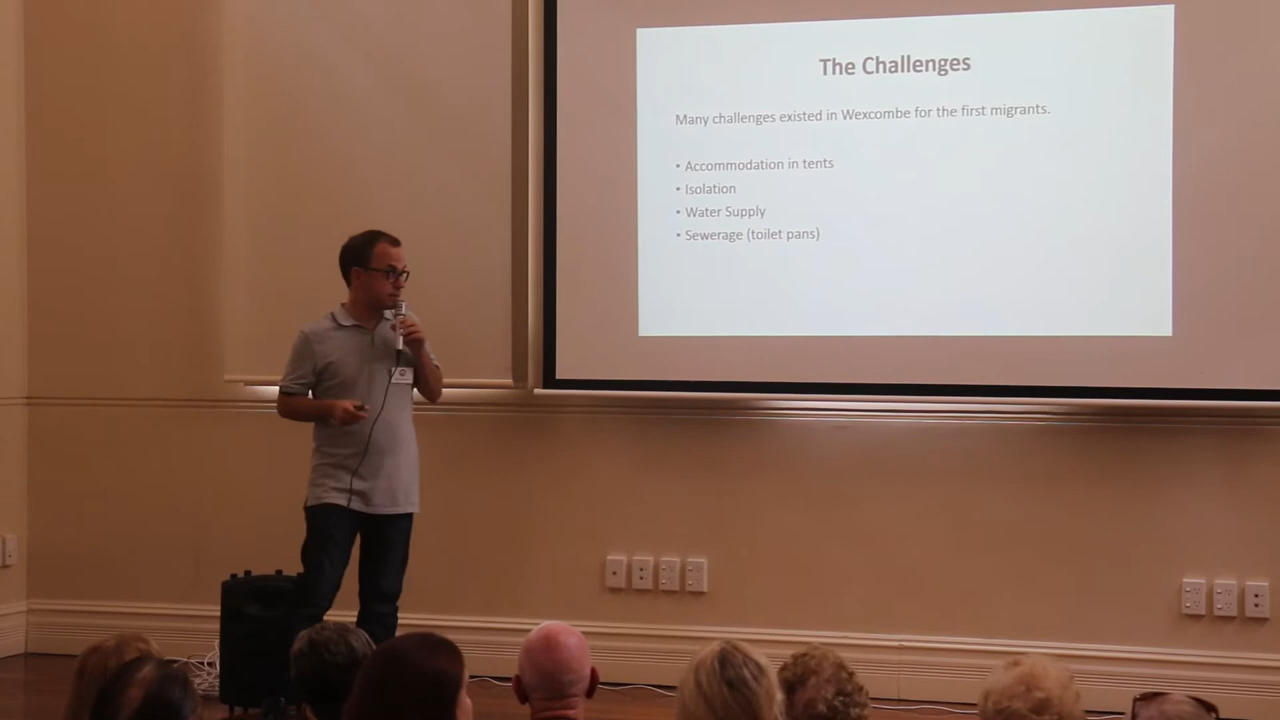 The Challenges
Many challenges existed in Wexcombe for the first migrants.
• Accommodation in tents
• Isolation
• Water Supply
• Sewerage (toilet pans)